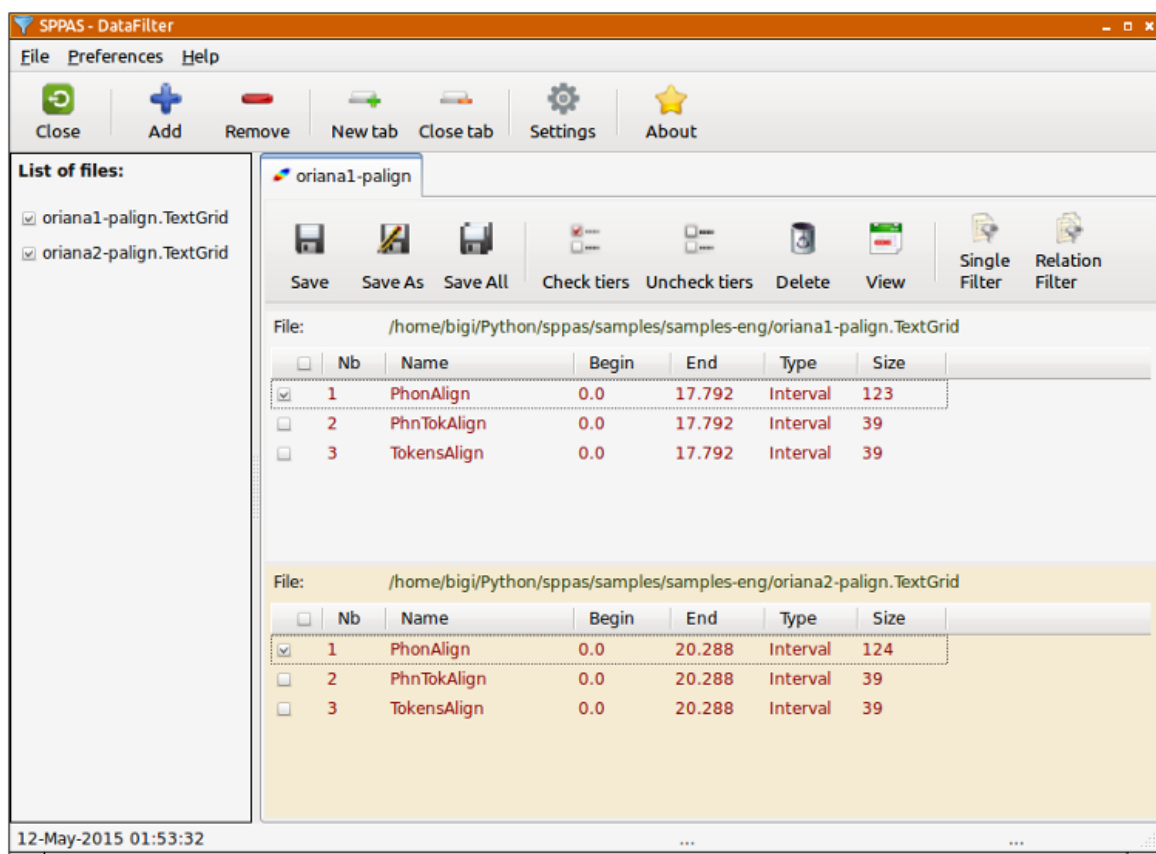 SPPAS - DataFilter
File Preferences Help
Close Add Remove New tab Close tab Settings About
List of files:
oriana1-palign.TextGrid
oriana2-palign.TextGrid
oriana1-palign
Save Save As Save All Check tiers Uncheck tiers Delete View Single Filter Relation Filter
File: /home/bigi/Python/sppas/samples/samples-eng/oriana1-palign.TextGrid
Nb Name Begin End Type Size
1 PhonAlign 0.0 17.792 Interval 123
2 PhnTokAlign 0.0 17.792 Interval 39
3 TokensAlign 0.0 17.792 Interval 39
File: /home/bigi/Python/sppas/samples/samples-eng/oriana2-palign.TextGrid
Nb Name Begin End Type Size
1 PhonAlign 0.0 20.288 Interval 124
2 PhnTokAlign 0.0 20.288 Interval 39
3 TokensAlign 0.0 20.288 Interval 39
12-May-2015 01:53:32 ... ...